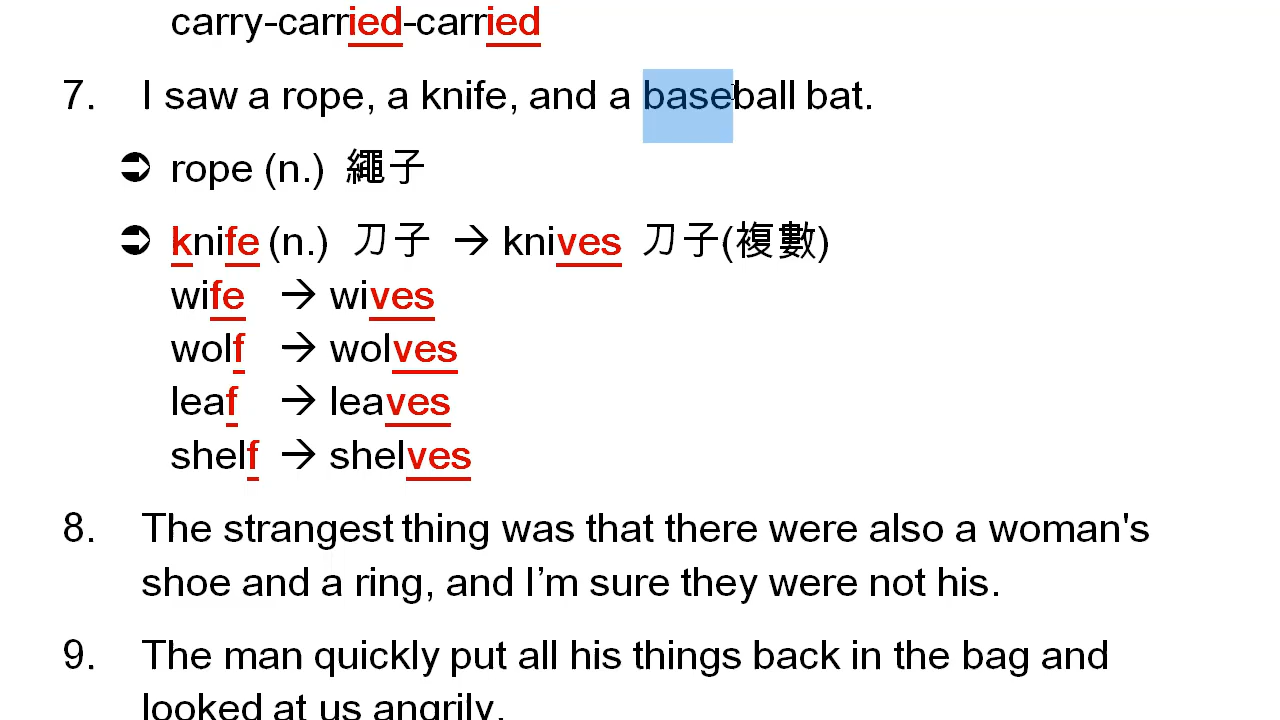 carry-carried-carried
7. I saw a rope, a knife, and a baseball bat.
➲ rope (n.) 繩子
➲ knife (n.) 刀子 → knives 刀子(複數)
wife → wives
wolf → wolves
leaf → leaves
shelf → shelves
8. The strangest thing was that there were also a woman's
shoe and a ring, and I’m sure they were not his.
9. The man quickly put all his things back in the bag and
looked at us angrily.